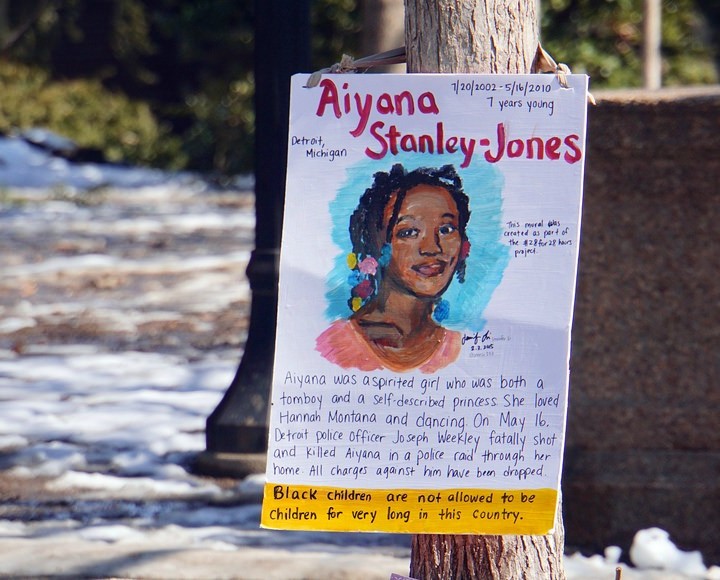 Aiyana
7/20/2002 - 5/16/2010
7 years young
Stanley-Jones
Detroit,
Michigan
This mural was
created as part of
the #28for28hours
project.
2.2.2015
Aiyana was a spirited girl who was both a
tomboy and a self-described princess. She loved
Hannah Montana and dancing. On May 16,
Detroit police officer Joseph Weekley fatally shot
and killed Aiyana in a police raid through her
home. All charges against him have been dropped.
Black children are not allowed to be
children for very long in this country.